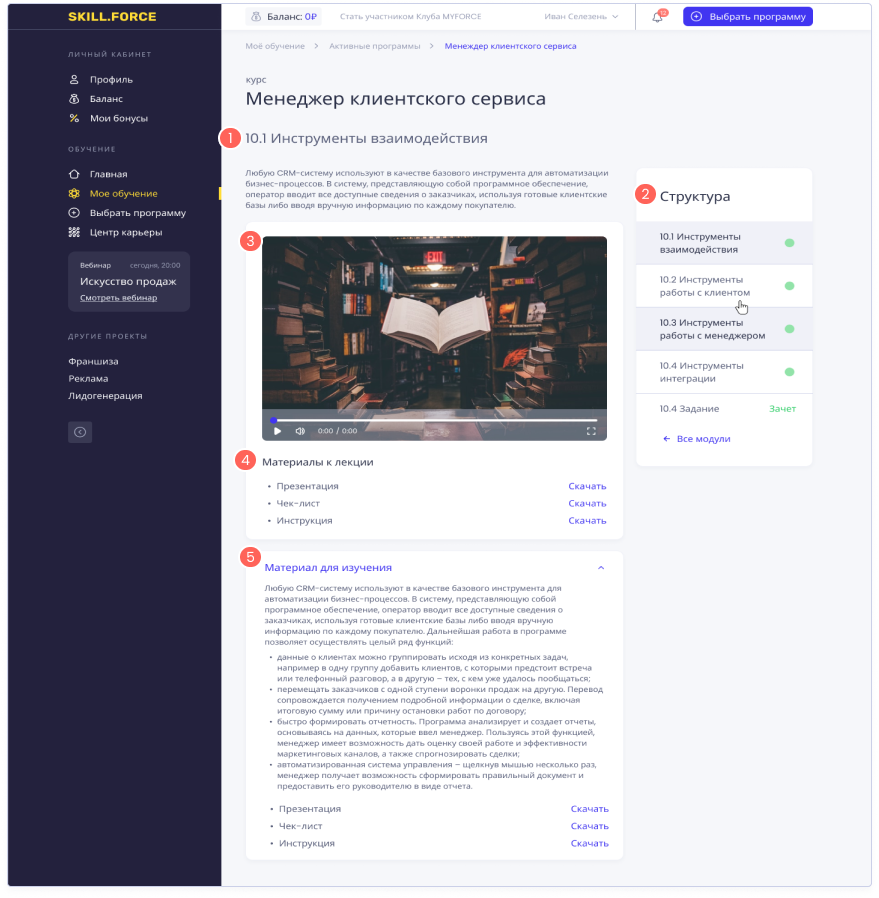 SKILL.FORCE
Баланс: 0₽
Стать участником Клуба MYFORCE
Иван Селезень
12
Выбрать программу
ЛИЧНЫЙ КАБИНЕТ
Профиль
Баланс
Мои бонусы
ОБУЧЕНИЕ
Главная
Мое обучение
Выбрать программу
Центр карьеры
Вебинар сегодня, 20:00
Искусство продаж
Смотреть вебинар
ДРУГИЕ ПРОЕКТЫ
Франшиза
Реклама
Лидогенерация
Моё обучение > Активные программы > Менеждер клиентского сервиса
курс
Менеджер клиентского сервиса
1
10.1 Инструменты взаимодействия
Любую CRM-систему используют в качестве базового инструмента для автоматизации
бизнес-процессов. В систему, представляющую собой программное обеспечение,
оператор вводит все доступные сведения о заказчиках, используя готовые клиентские
базы либо вводя вручную информацию по каждому покупателю.
3
EXIT
0:00 / 0:00
4
Материалы к лекции
• Презентация Скачать
• Чек-лист Скачать
• Инструкция Скачать
5
Материал для изучения
Любую CRM-систему используют в качестве базового инструмента для
автоматизации бизнес-процессов. В систему, представляющую собой
программное обеспечение, оператор вводит все доступные сведения о
заказчиках, используя готовые клиентские базы либо вводя вручную
информацию по каждому покупателю. Дальнейшая работа в программе
позволяет осуществлять целый ряд функций:
• данные о клиентах можно группировать исходя из конкретных задач,
например в одну группу добавить клиентов, с которыми предстоит встреча
или телефонный разговор, а в другую – тех, с кем уже удалось пообщаться;
• перемещать заказчиков с одной ступени воронки продаж на другую. Перевод
сопровождается получением подробной информации о сделке, включая
итоговую сумму или причину остановки работ по договору;
• быстро формировать отчетность. Программа анализирует и создает отчеты,
основываясь на данных, которые ввел менеджер. Пользуясь этой функцией,
менеджер имеет возможность дать оценку своей работе и эффективности
маркетинговых каналов, а также спрогнозировать сделки;
• автоматизированная система управления – щелкнув мышью несколько раз,
менеджер получает возможность сформировать правильный документ и
предоставить его руководителю в виде отчета.
• Презентация Скачать
• Чек-лист Скачать
• Инструкция Скачать
2
Структура
10.1 Инструменты
взаимодействия
10.2 Инструменты
работы с клиентом
10.3 Инструменты
работы с менеджером
10.4 Инструменты
интеграции
10.4 Задание Зачет
← Все модули